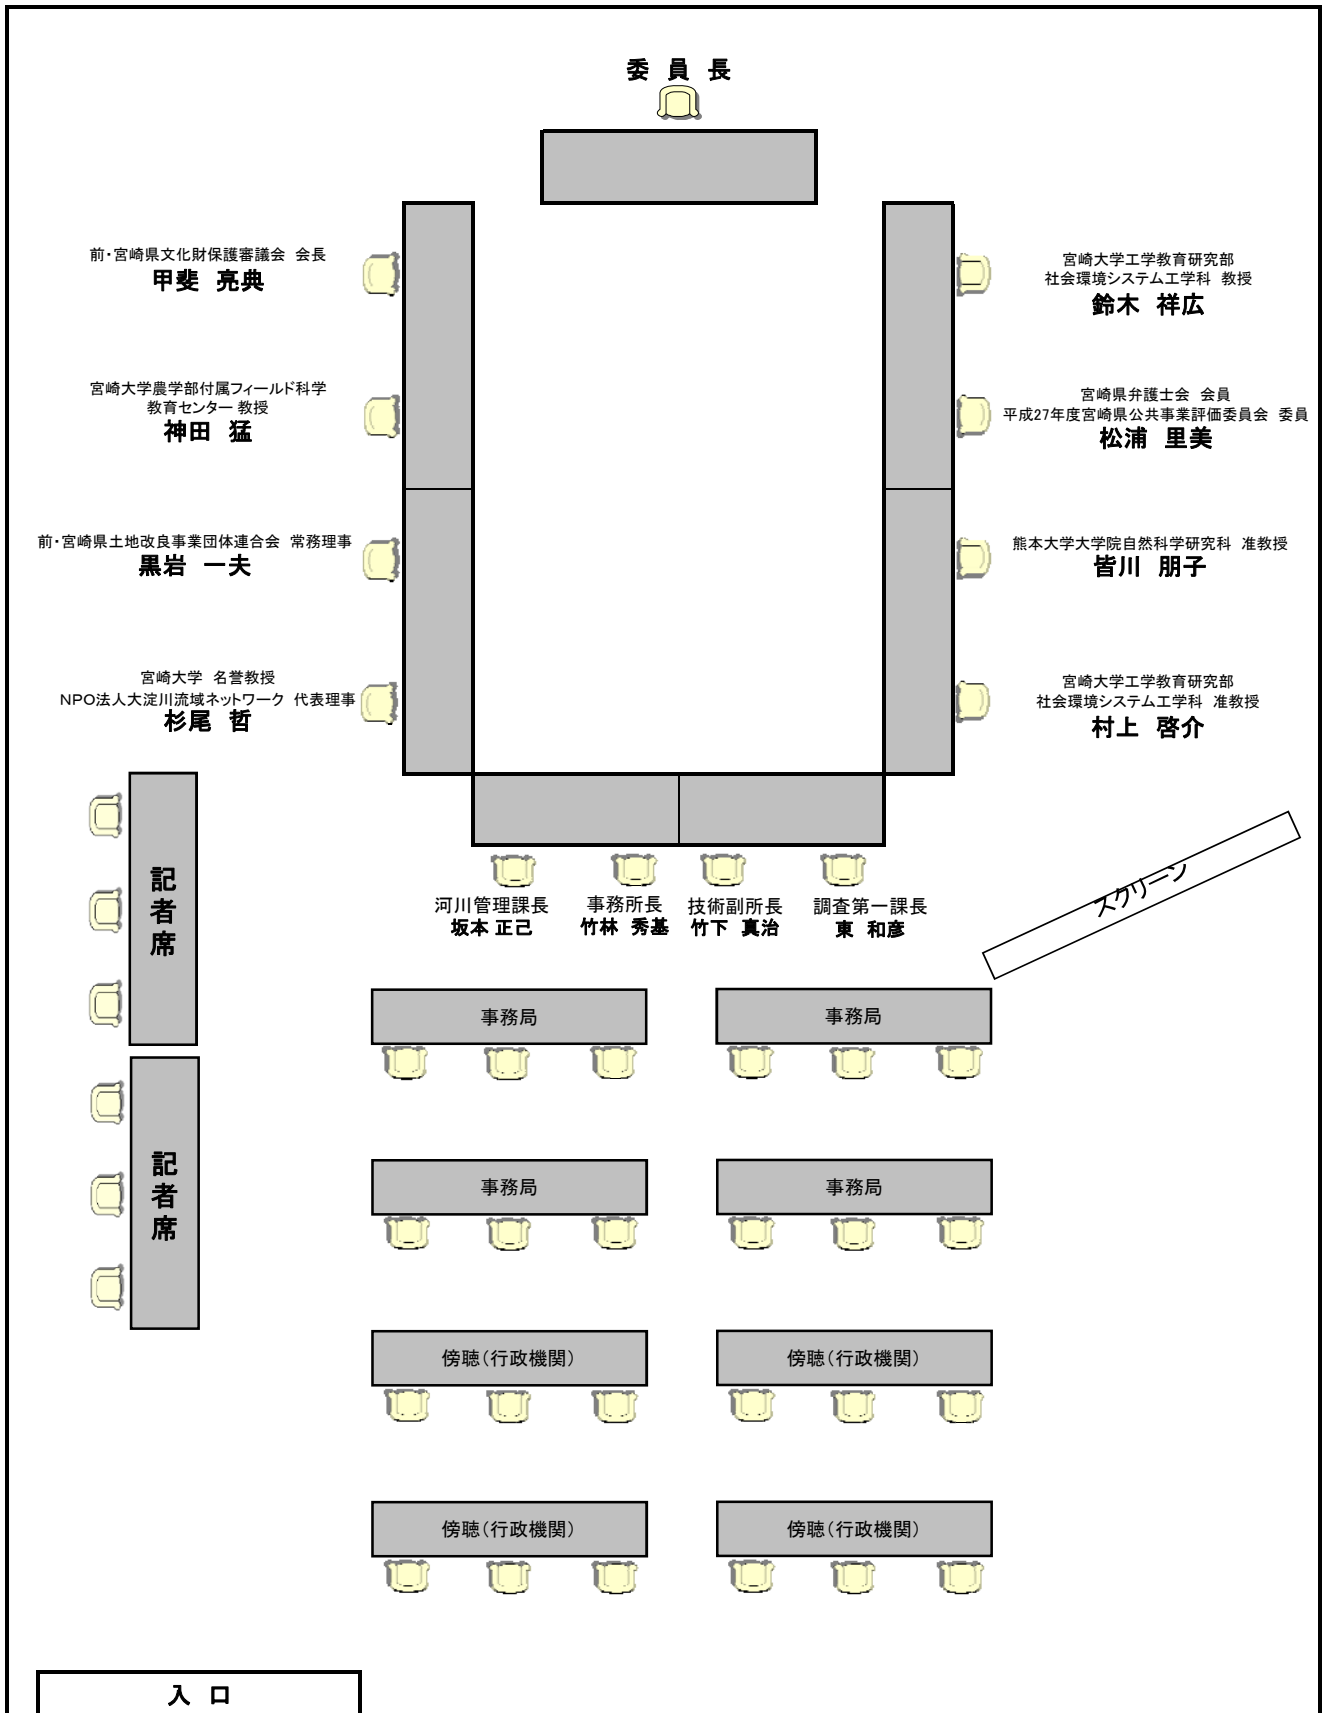 委 員 長
前・宮崎県文化財保護審議会 会長
甲斐 亮典
宮崎大学農学部付属フィールド科学
教育センター 教授
神田 猛
前・宮崎県土地改良事業団体連合会 常務理事
黒岩 一夫
宮崎大学 名誉教授
NPO法人大淀川流域ネットワーク 代表理事
杉尾 哲
宮崎大学工学教育研究部
社会環境システム工学科 教授
鈴木 祥広
宮崎県弁護士会 会員
平成27年度宮崎県公共事業評価委員会 委員
松浦 里美
熊本大学大学院自然科学研究科 准教授
皆川 朋子
宮崎大学工学教育研究部
社会環境システム工学科 准教授
村上 啓介
河川管理課長
坂本 正己
事務所長
竹林 秀基
技術副所長
竹下 真治
調査第一課長
東 和彦
スクリーン
記者席
記者席
事務局
事務局
事務局
事務局
傍聴(行政機関)
傍聴(行政機関)
傍聴(行政機関)
傍聴(行政機関)
入 口